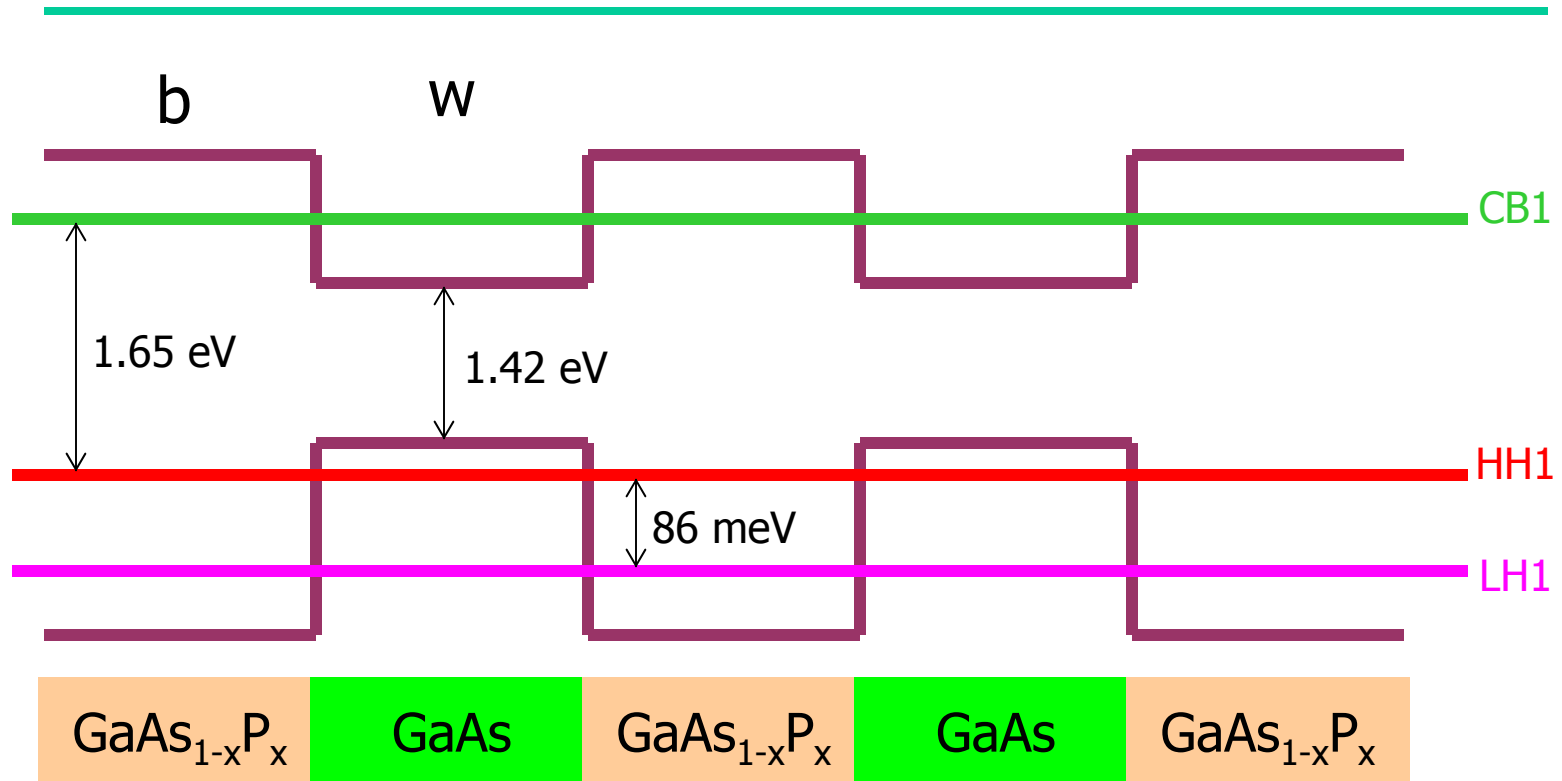 b
w
CB1
1.65 eV
1.42 eV
HH1
86 meV
LH1
GaAs₁₋ₓPₓ GaAs GaAs₁₋ₓPₓ GaAs GaAs₁₋ₓPₓ